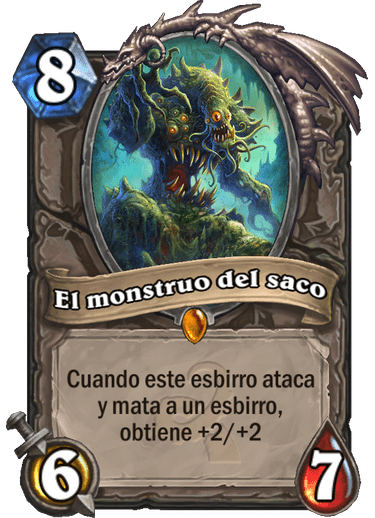 8
El monstruo del saco
Cuando este esbirro ataca
y mata a un esbirro,
obtiene +2/+2
6
7